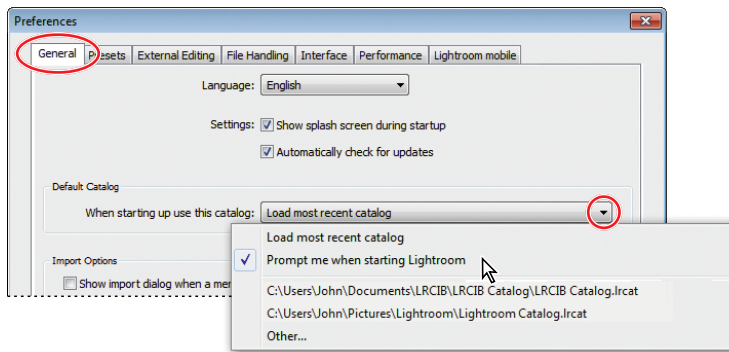 Preferences
General Presets External Editing File Handling Interface Performance Lightroom mobile
Language: English
Settings: Show splash screen during startup
Automatically check for updates
Default Catalog
When starting up use this catalog: Load most recent catalog
Load most recent catalog
Prompt me when starting Lightroom
Import Options
Show import dialog when a
C:\Users\John\Documents\LRCIB\LRCIB Catalog\LRCIB Catalog.lrcat
C:\Users\John\Pictures\Lightroom\Lightroom Catalog.lrcat
Other...